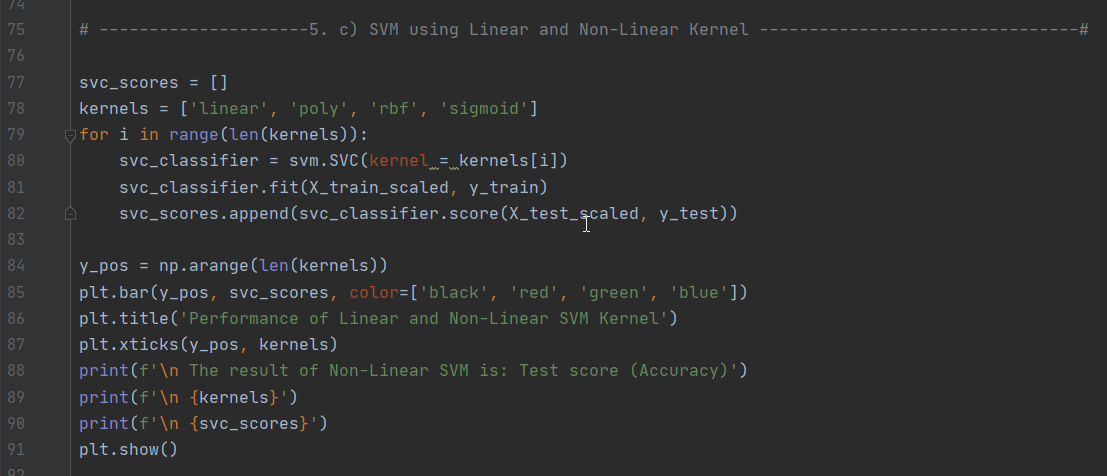 74
75 # ---------------------5. c) SVM using Linear and Non-Linear Kernel --------------------------------#
76
77 svc_scores = []
78 kernels = ['linear', 'poly', 'rbf', 'sigmoid']
79 for i in range(len(kernels)):
80     svc_classifier = svm.SVC(kernel = kernels[i])
81     svc_classifier.fit(X_train_scaled, y_train)
82     svc_scores.append(svc_classifier.score(X_test_scaled, y_test))
83
84 y_pos = np.arange(len(kernels))
85 plt.bar(y_pos, svc_scores, color=['black', 'red', 'green', 'blue'])
86 plt.title('Performance of Linear and Non-Linear SVM Kernel')
87 plt.xticks(y_pos, kernels)
88 print(f'\n The result of Non-Linear SVM is: Test score (Accuracy)')
89 print(f'\n {kernels}')
90 print(f'\n {svc_scores}')
91 plt.show()
92